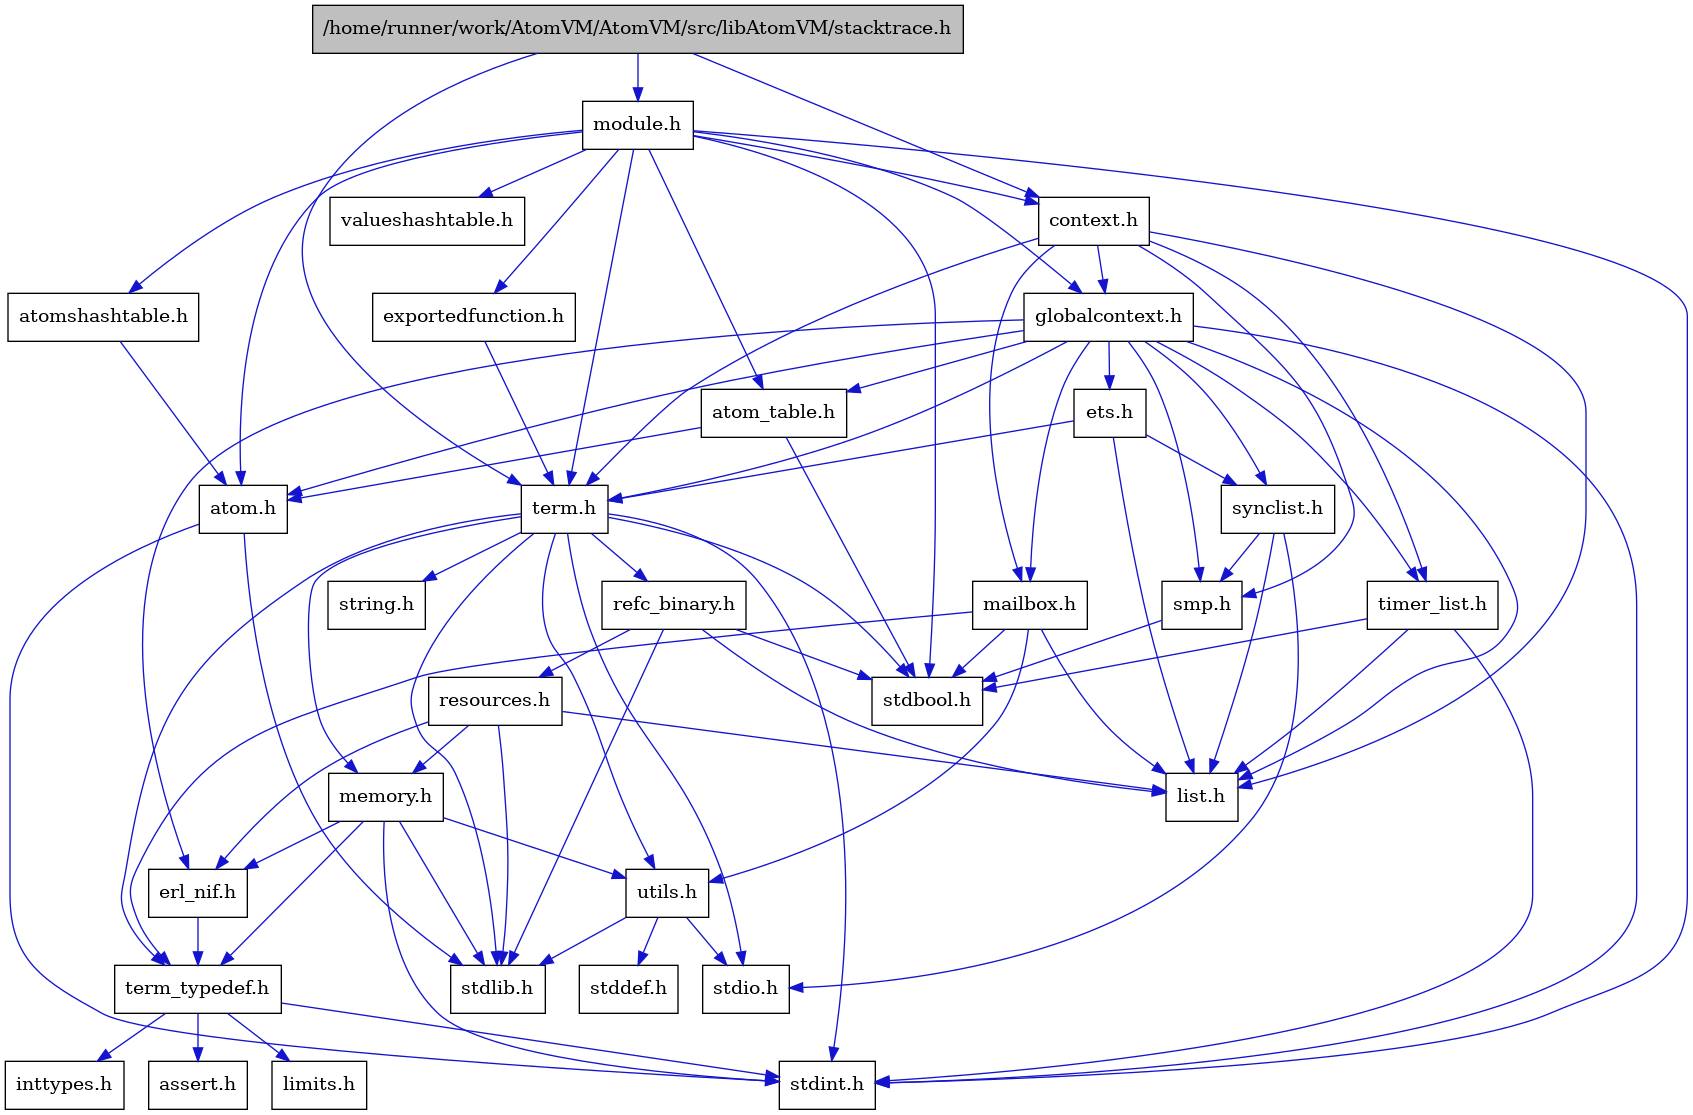 /home/runner/work/AtomVM/AtomVM/src/libAtomVM/stacktrace.h
module.h
valueshashtable.h
context.h
atomshashtable.h
exportedfunction.h
globalcontext.h
atom_table.h
ets.h
atom.h
term.h
synclist.h
string.h
refc_binary.h
mailbox.h
smp.h
timer_list.h
resources.h
stdbool.h
memory.h
list.h
erl_nif.h
utils.h
term_typedef.h
stdlib.h
stddef.h
stdio.h
inttypes.h
assert.h
limits.h
stdint.h